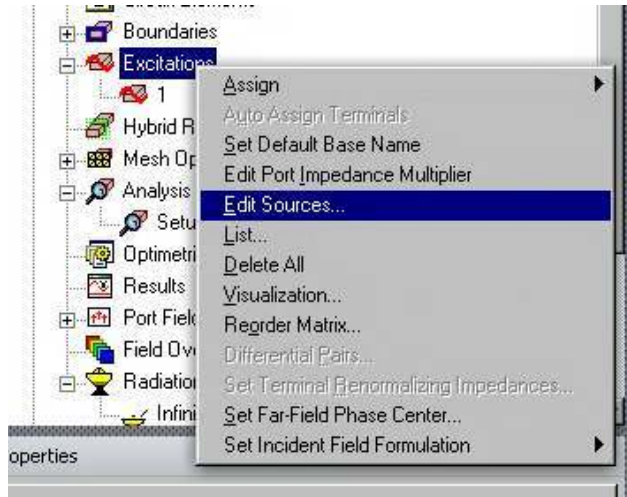 Boundaries
Excitations
1
Hybrid R
Mesh Op
Analysis
Setu
Optimetri
Results
Port Field
Field Ov
Radiation
Infini
operties
Assign
Auto Assign Terminals
Set Default Base Name
Edit Port Impedance Multiplier
Edit Sources...
List...
Delete All
Visualization...
Reorder Matrix...
Differential Pairs...
Set Terminal Renormalizing Impedances...
Set Far-Field Phase Center...
Set Incident Field Formulation